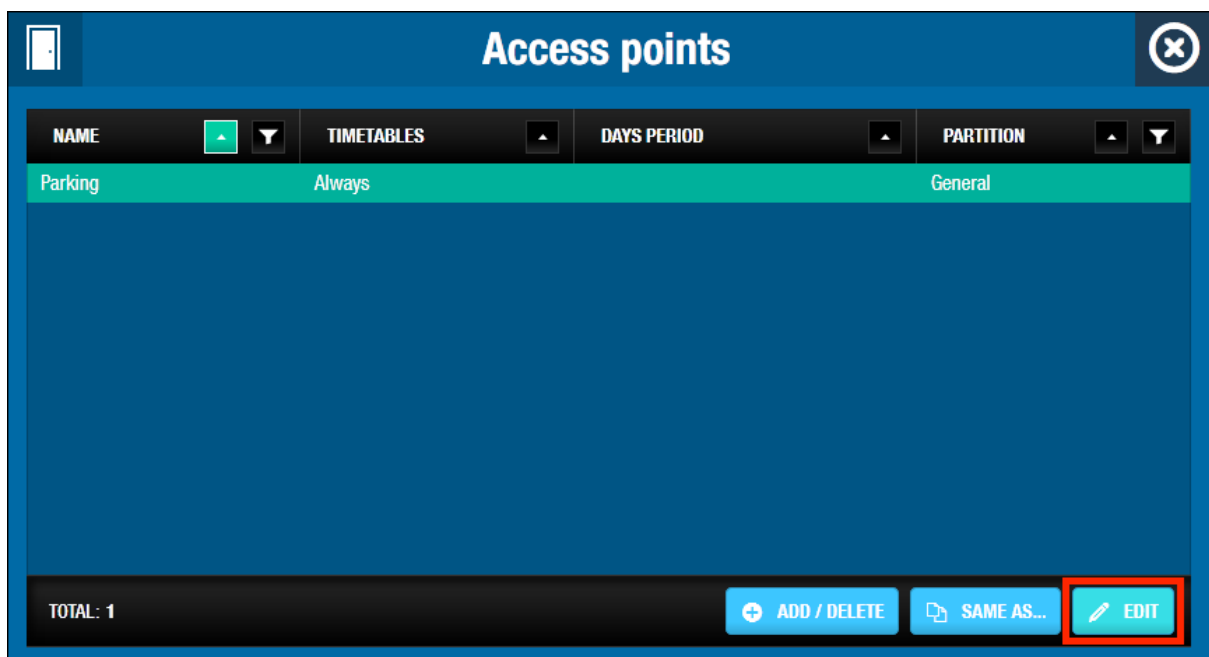 Access points
NAME TIMETABLES DAYS PERIOD PARTITION
Parking Always General
TOTAL: 1 ADD / DELETE SAME AS... EDIT